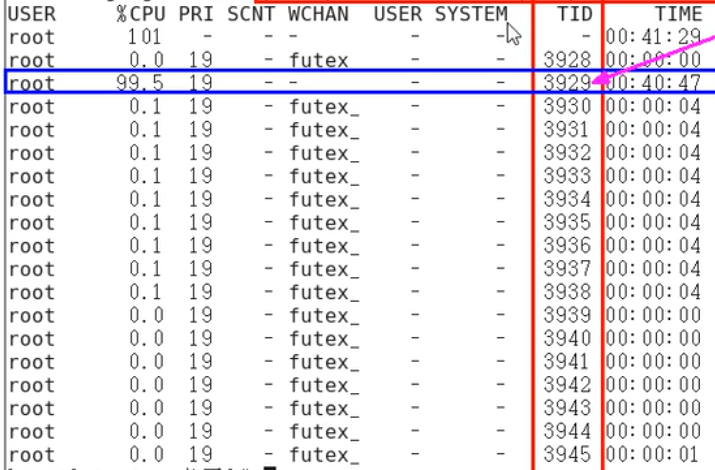 USER %CPU PRI SCNT WCHAN USER SYSTEM TID TIME
root 101 - - - - - - 00:41:29
root 0.0 19 - futex - - 3928 00:00:00
root 99.5 19 - - - - 3929 00:40:47
root 0.1 19 - futex_ - - 3930 00:00:04
root 0.1 19 - futex_ - - 3931 00:00:04
root 0.1 19 - futex_ - - 3932 00:00:04
root 0.1 19 - futex_ - - 3933 00:00:04
root 0.1 19 - futex_ - - 3934 00:00:04
root 0.1 19 - futex_ - - 3935 00:00:04
root 0.1 19 - futex_ - - 3936 00:00:04
root 0.1 19 - futex_ - - 3937 00:00:04
root 0.1 19 - futex_ - - 3938 00:00:04
root 0.0 19 - futex_ - - 3939 00:00:00
root 0.0 19 - futex_ - - 3940 00:00:00
root 0.0 19 - futex_ - - 3941 00:00:00
root 0.0 19 - futex_ - - 3942 00:00:00
root 0.0 19 - futex_ - - 3943 00:00:00
root 0.0 19 - futex_ - - 3944 00:00:00
root 0.0 19 - futex_ - - 3945 00:00:01